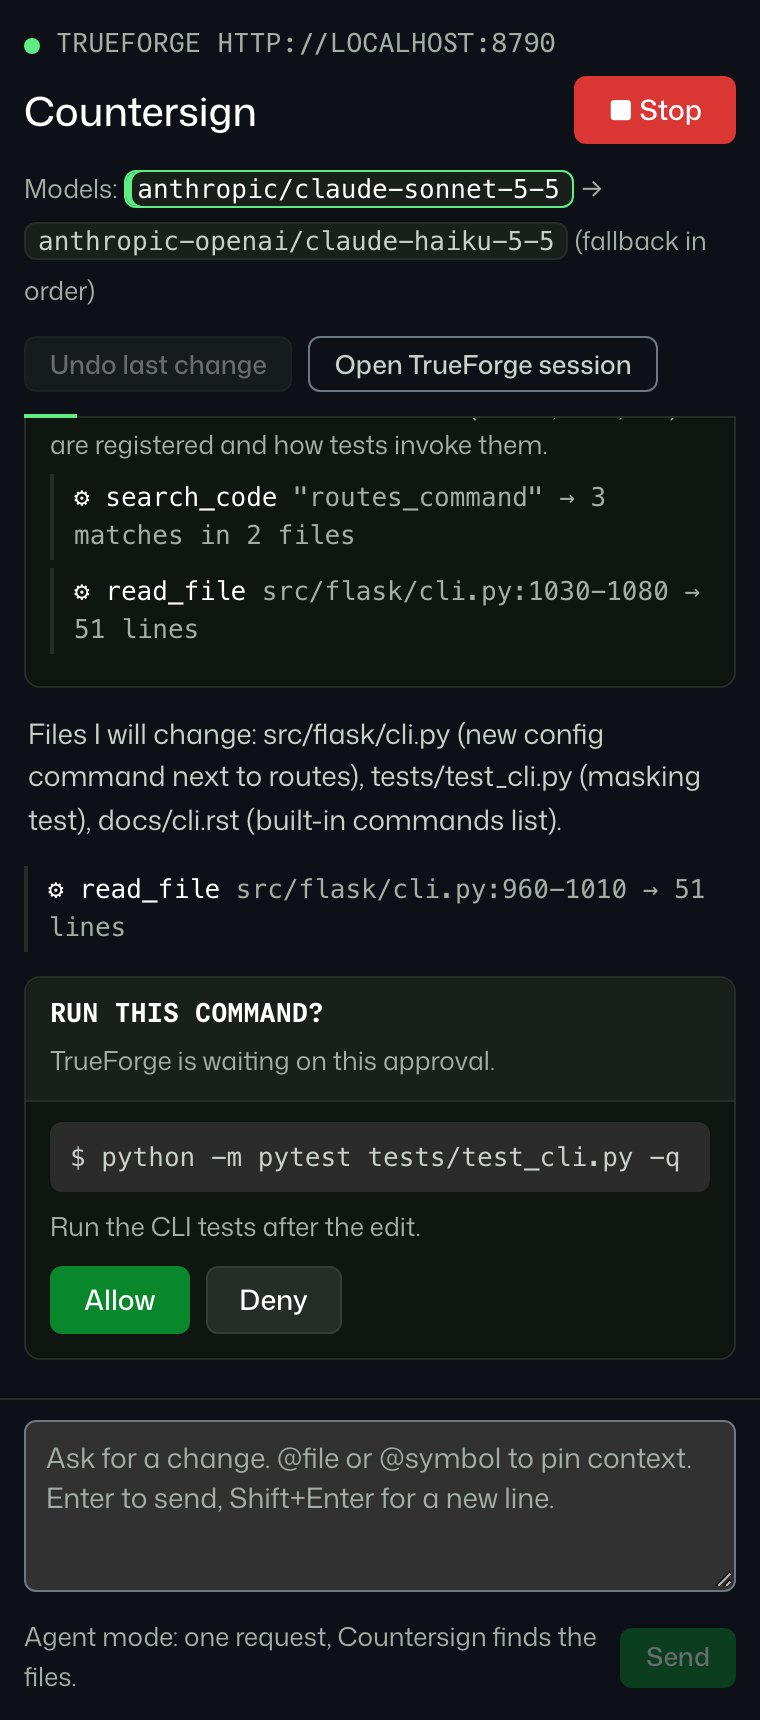 TRUEFORGE HTTP://LOCALHOST:8790
Countersign
Stop
Models: anthropic/claude-sonnet-5-5 →
anthropic-openai/claude-haiku-5-5 (fallback in
order)
Undo last change
Open TrueForge session
are registered and how tests invoke them.
⚙ search_code "routes_command" → 3
matches in 2 files
⚙ read_file src/flask/cli.py:1030–1080 →
51 lines
Files I will change: src/flask/cli.py (new config
command next to routes), tests/test_cli.py (masking
test), docs/cli.rst (built-in commands list).
⚙ read_file src/flask/cli.py:960–1010 → 51
lines
RUN THIS COMMAND?
TrueForge is waiting on this approval.
$ python -m pytest tests/test_cli.py -q
Run the CLI tests after the edit.
Allow
Deny
Ask for a change. @file or @symbol to pin context.
Enter to send, Shift+Enter for a new line.
Agent mode: one request, Countersign finds the
files.
Send